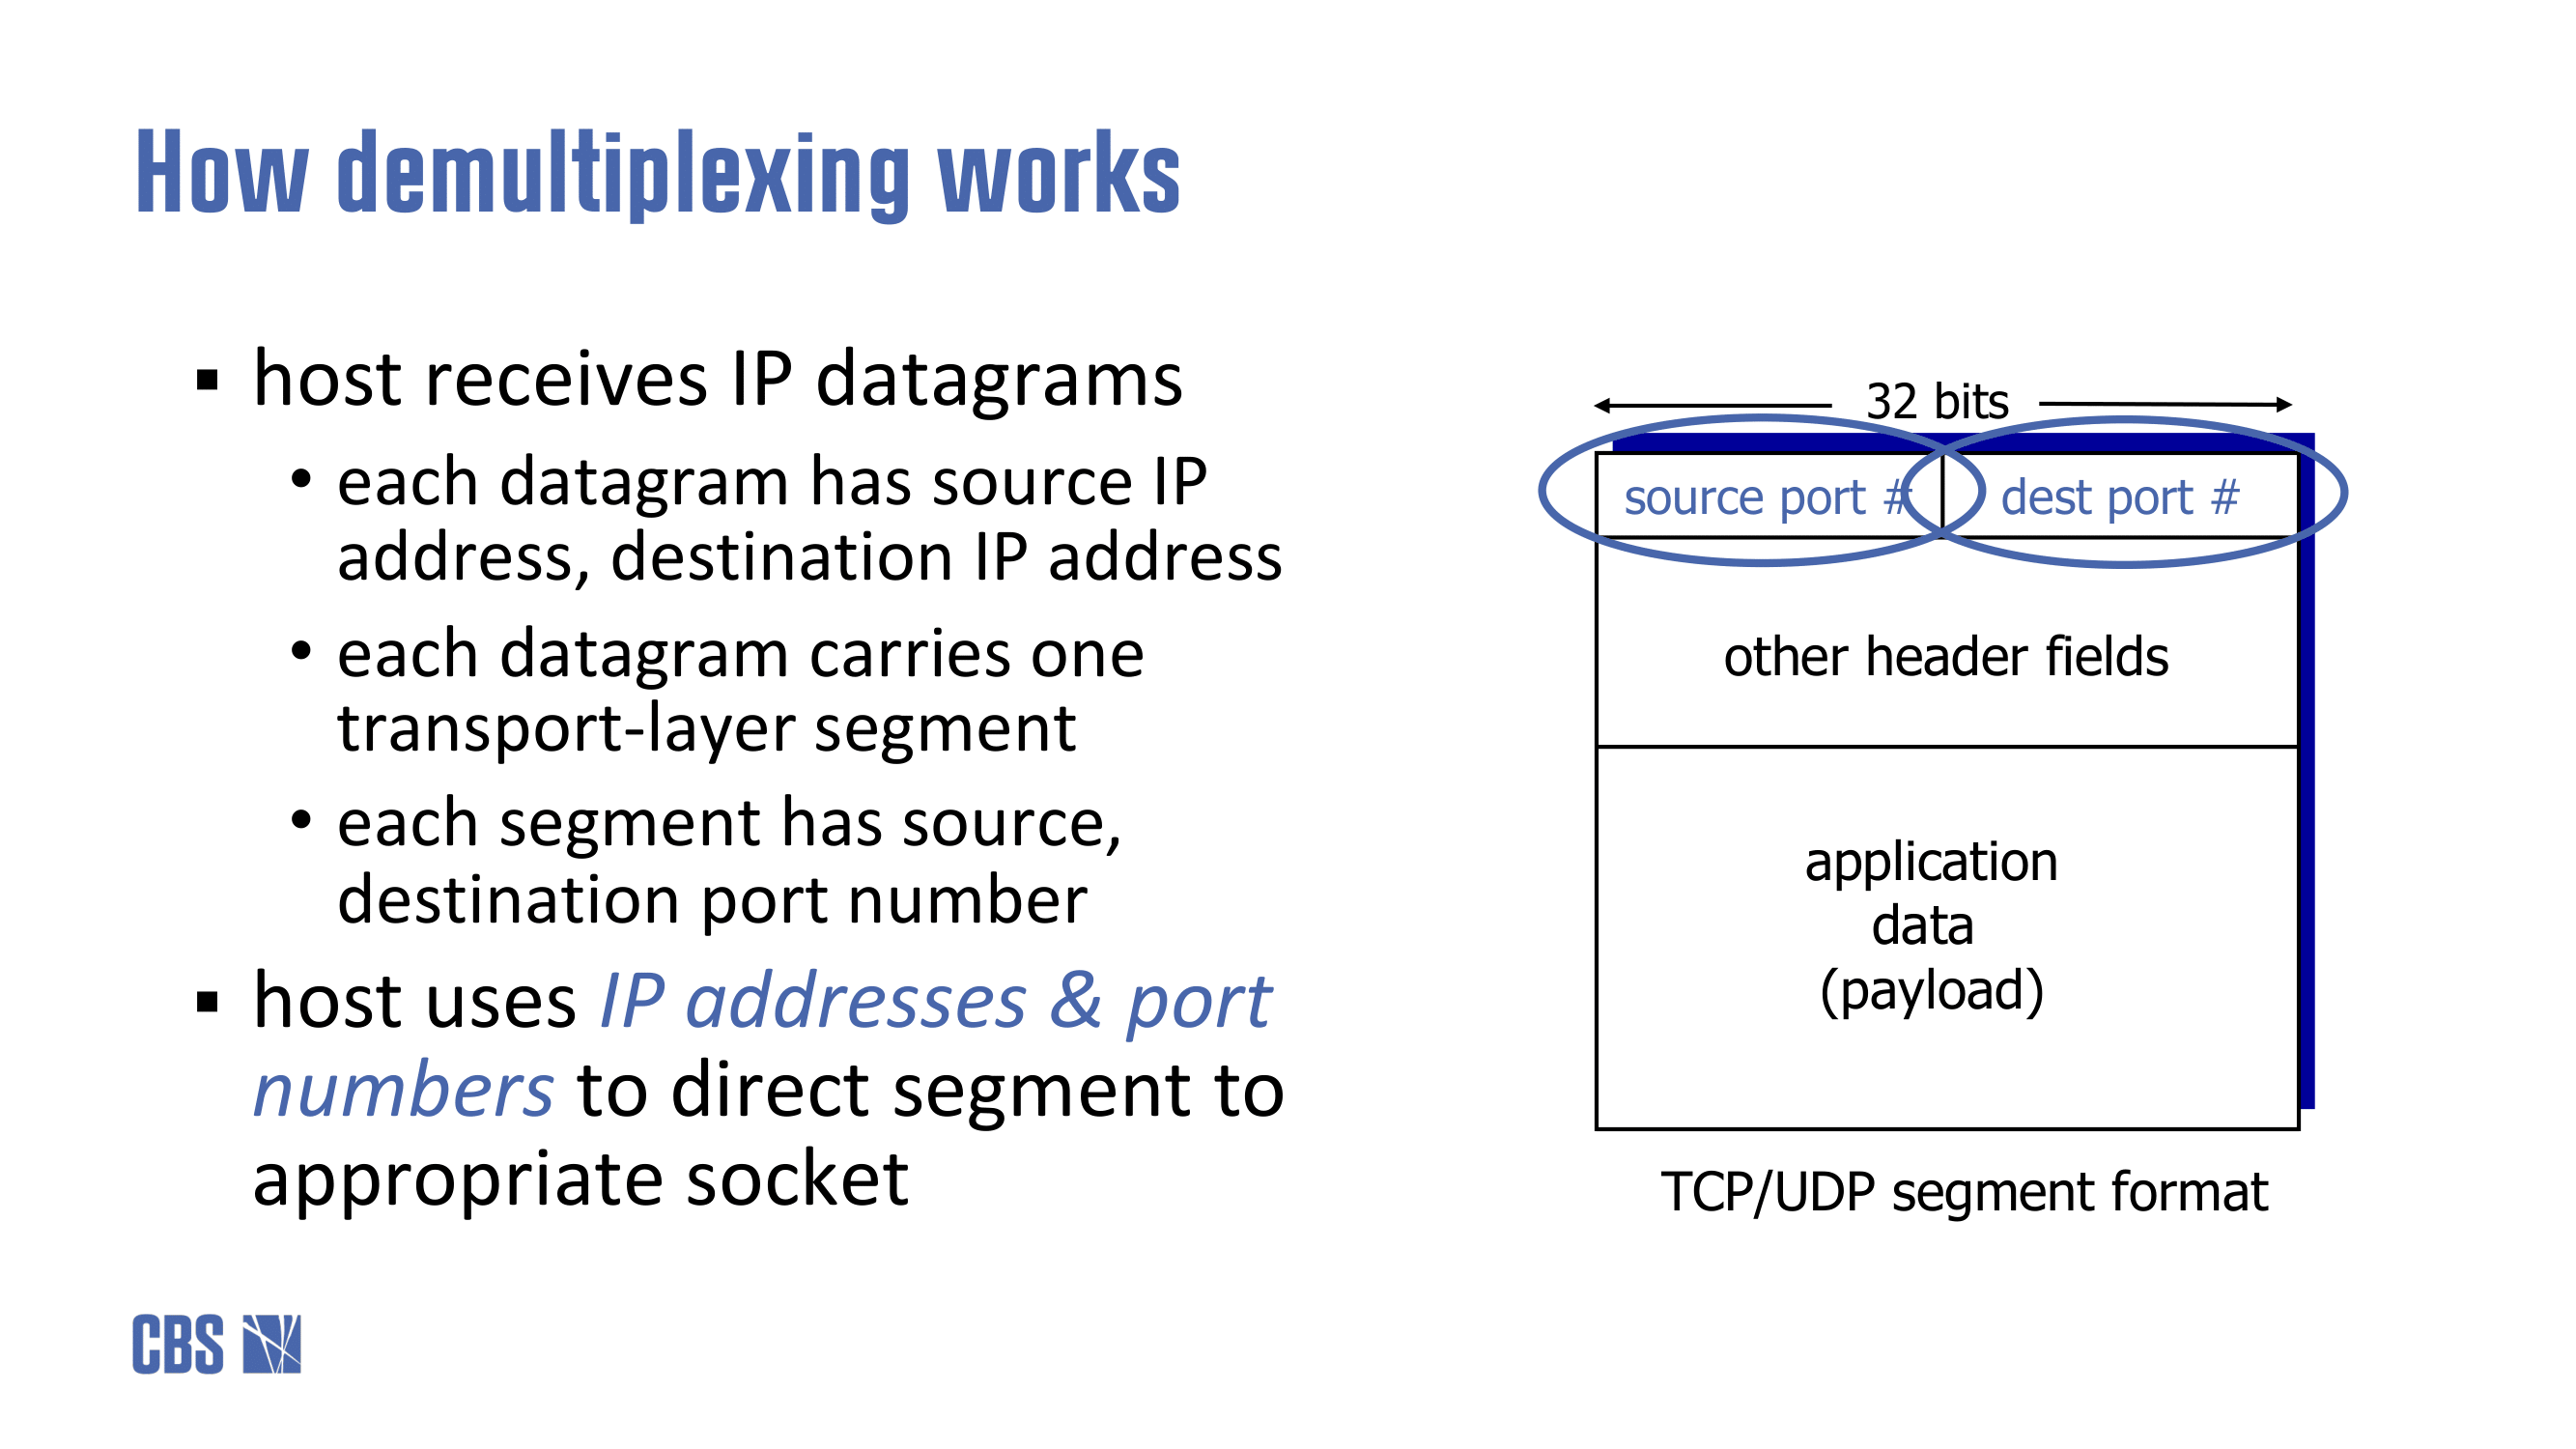 How demultiplexing works
▪ host receives IP datagrams
• each datagram has source IP
address, destination IP address
• each datagram carries one
transport-layer segment
• each segment has source,
destination port number
▪ host uses IP addresses & port
numbers to direct segment to
appropriate socket
32 bits
source port # dest port #
other header fields
application
data
(payload)
TCP/UDP segment format
CBS